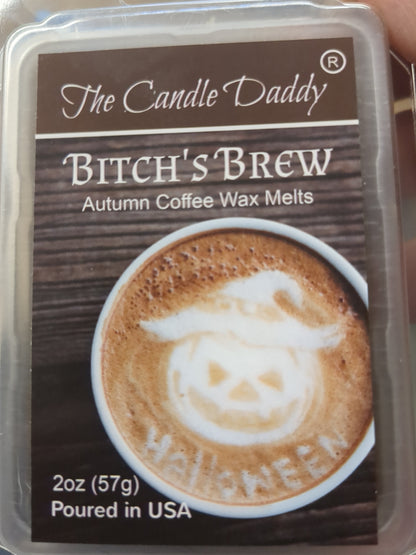 The Candle Daddy ®
BITCH'S BREW
Autumn Coffee Wax Melts
HALLOWEEN
2oz (57g)
Poured in USA